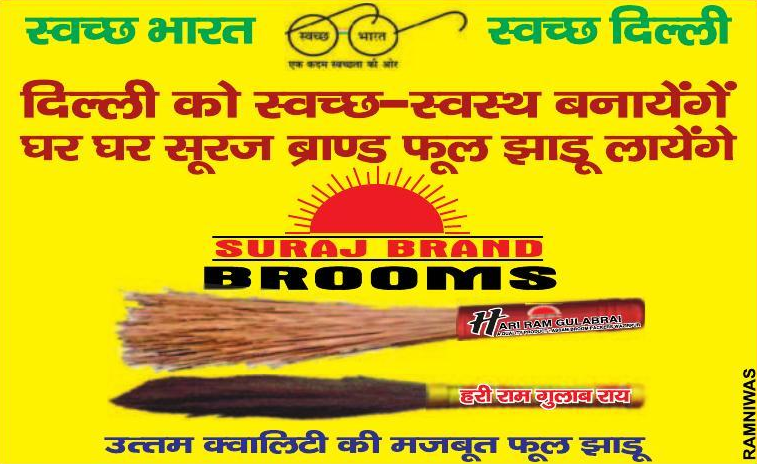 स्वच्छ भारत
स्वच्छ भारत
एक कदम स्वच्छता की ओर
स्वच्छ दिल्ली
दिल्ली को स्वच्छ-स्वस्थ बनायेंगें
घर घर सूरज ब्राण्ड फूल झाडू लायेंगे
SURAJ BRAND
BROOMS
HARI RAM GULABRAI
हरी राम गुलाब राय
उत्तम क्वालिटी की मजबूत फूल झाडू
RAMNIWAS